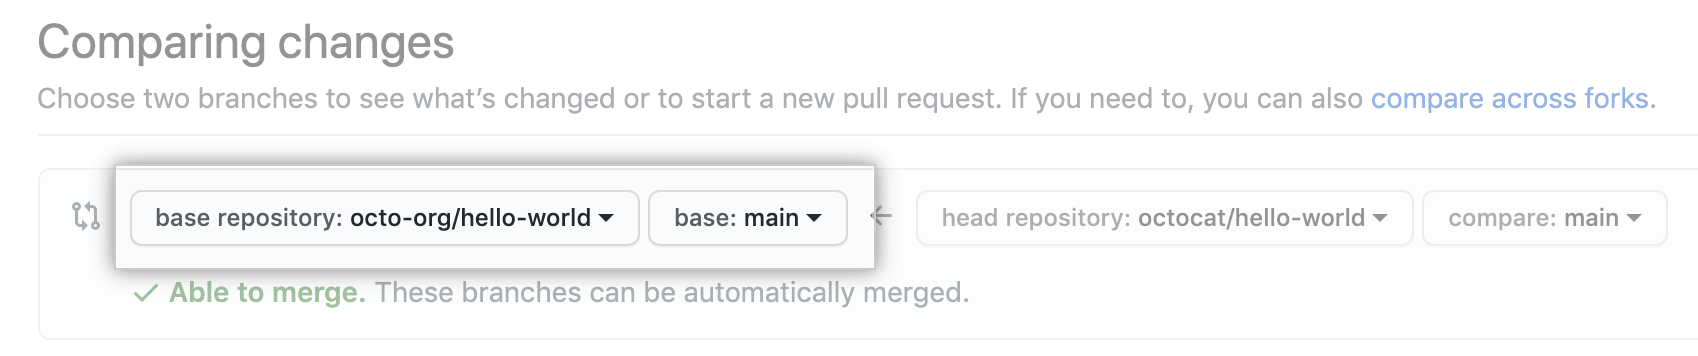 Comparing changes
Choose two branches to see what’s changed or to start a new pull request. If you need to, you can also compare across forks.
base repository: octo-org/hello-world base: main head repository: octocat/hello-world compare: main
Able to merge. These branches can be automatically merged.